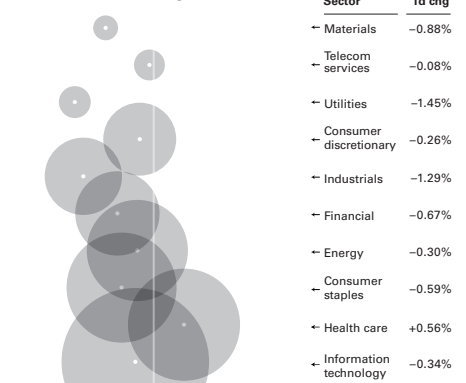 Sector 1d chg
← Materials –0.88%
← Telecom
services –0.08%
← Utilities –1.45%
← Consumer
discretionary –0.26%
← Industrials –1.29%
← Financial –0.67%
← Energy –0.30%
← Consumer
staples –0.59%
← Health care +0.56%
← Information
technology –0.34%